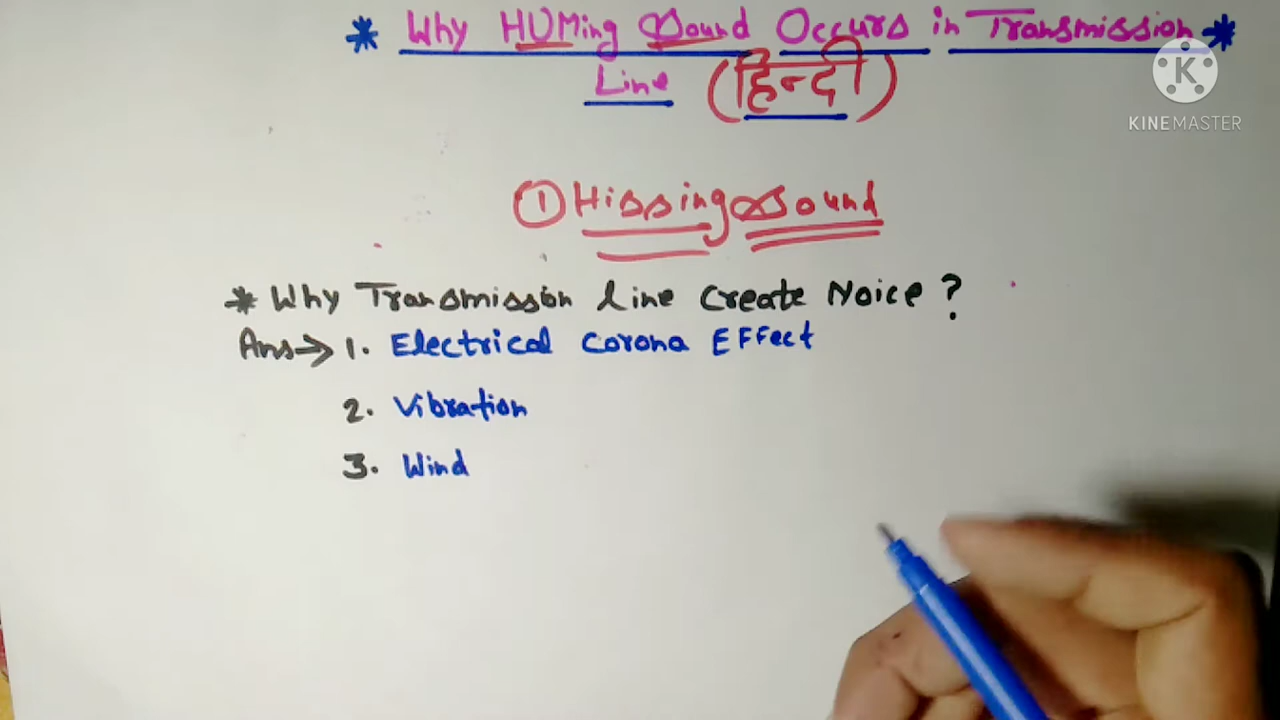 * Why HUMing Sound Occurs in Transmission *
Line (हिन्दी)
K
KINEMASTER
① Hissing Sound
* Why Transmission line Create Noice ?
Ans → 1. Electrical Corona Effect
2. Vibration
3. Wind